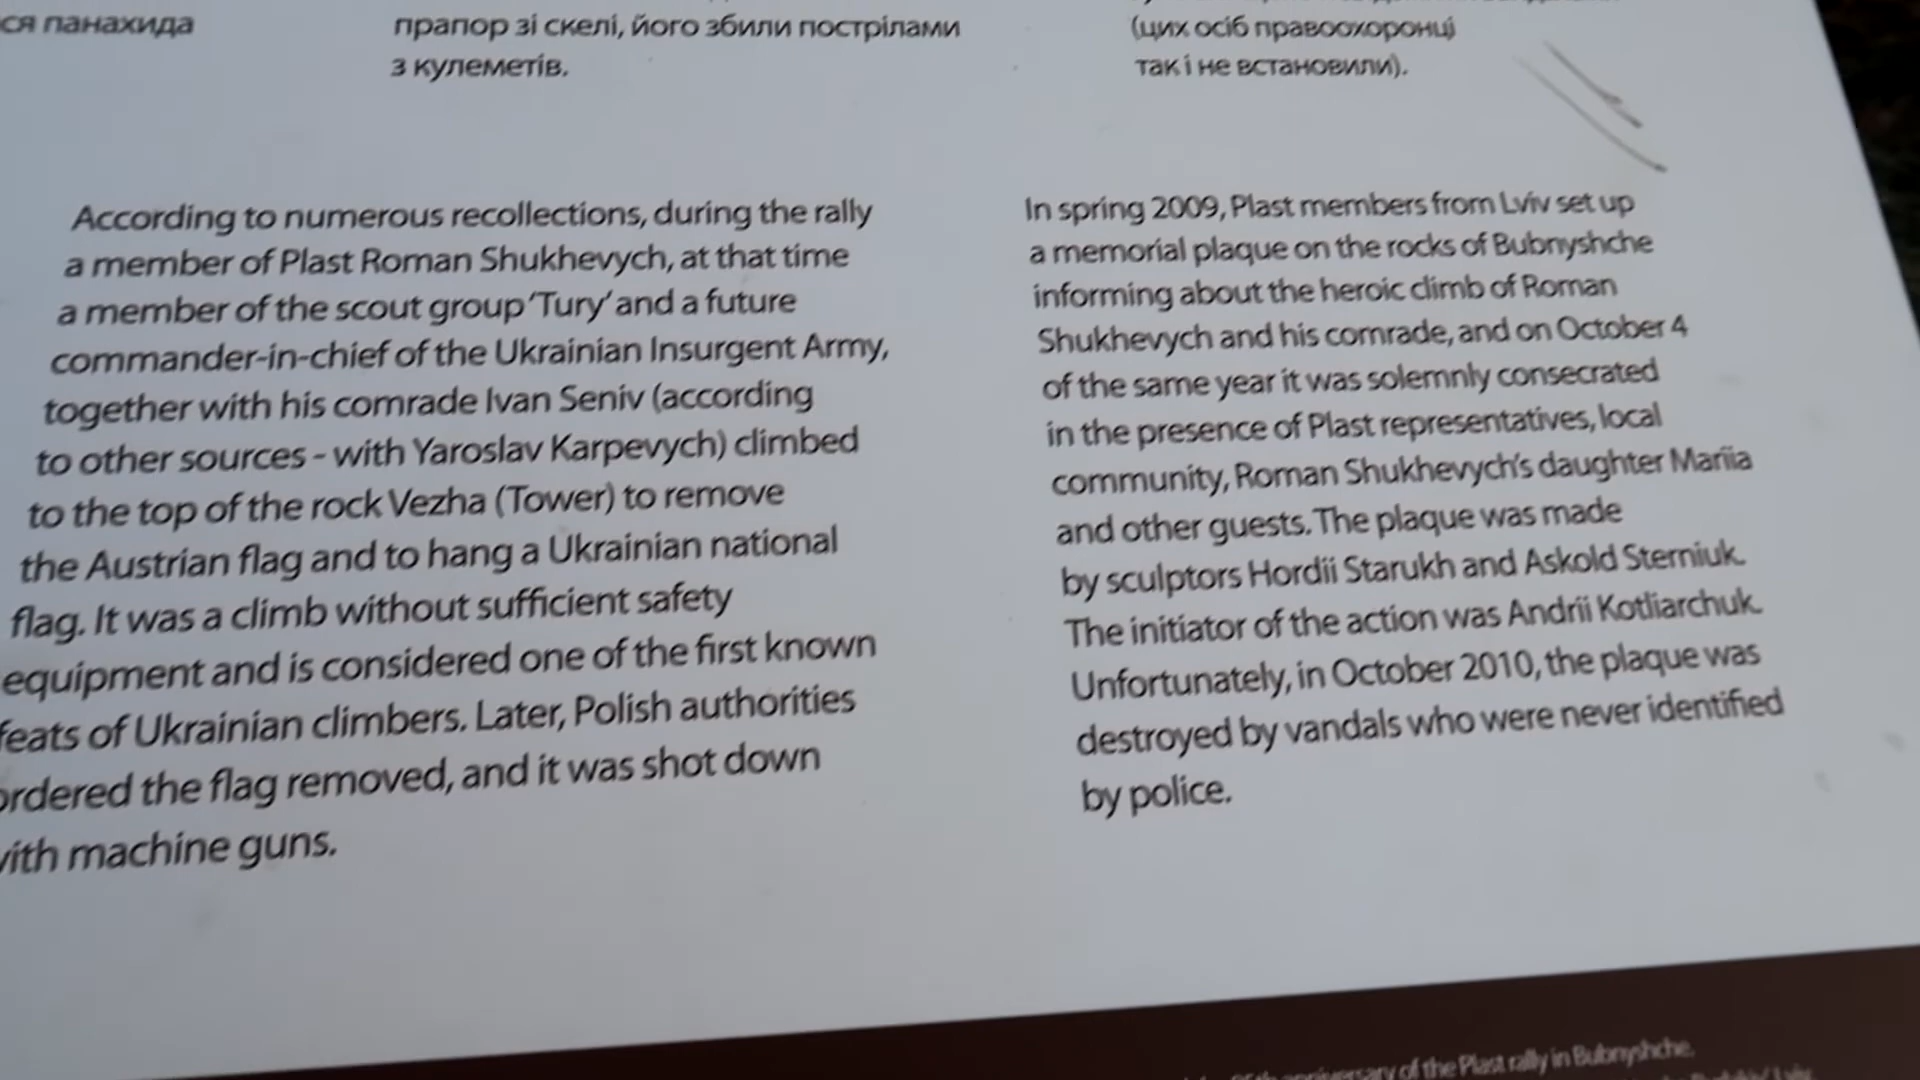 ся панахида
прапор зі скелі, його збили пострілами
з кулеметів.
(цих осіб правоохоронці
так і не встановили).
According to numerous recollections, during the rally
a member of Plast Roman Shukhevych, at that time
a member of the scout group 'Tury' and a future
commander-in-chief of the Ukrainian Insurgent Army,
together with his comrade Ivan Seniv (according
to other sources - with Yaroslav Karpevych) climbed
to the top of the rock Vezha (Tower) to remove
the Austrian flag and to hang a Ukrainian national
flag. It was a climb without sufficient safety
equipment and is considered one of the first known
feats of Ukrainian climbers. Later, Polish authorities
ordered the flag removed, and it was shot down
with machine guns.
In spring 2009, Plast members from Lviv set up
a memorial plaque on the rocks of Bubnyshche
informing about the heroic climb of Roman
Shukhevych and his comrade, and on October 4
of the same year it was solemnly consecrated
in the presence of Plast representatives, local
community, Roman Shukhevych's daughter Mariia
and other guests. The plaque was made
by sculptors Hordii Starukh and Askold Sterniuk.
The initiator of the action was Andrii Kotliarchuk.
Unfortunately, in October 2010, the plaque was
destroyed by vandals who were never identified
by police.
anniversary of the Plast rally in Bubnyshche.